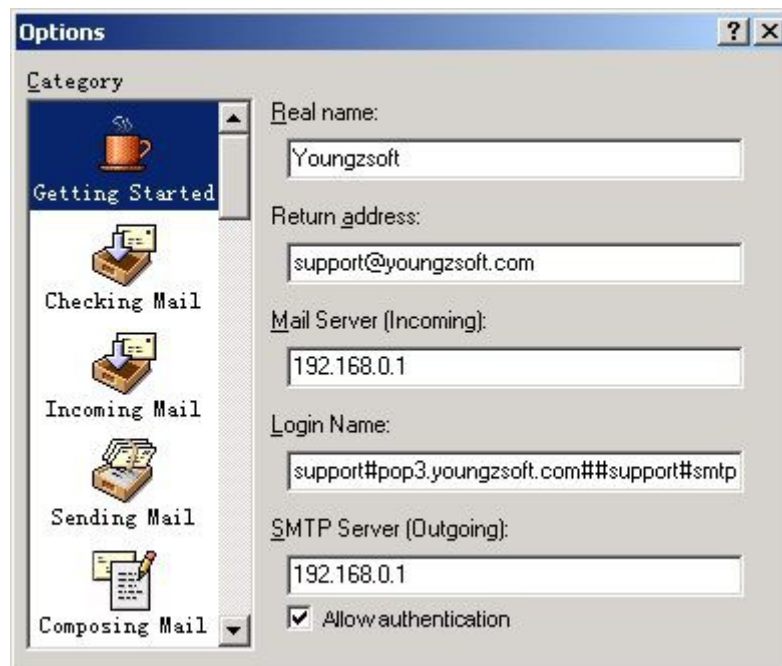 Options
Category
Getting Started
Checking Mail
Incoming Mail
Sending Mail
Composing Mail
Real name:
Youngzsoft
Return address:
support@youngzsoft.com
Mail Server (Incoming):
192.168.0.1
Login Name:
support#pop3.youngzsoft.com##support#smtp
SMTP Server (Outgoing):
192.168.0.1
Allow authentication